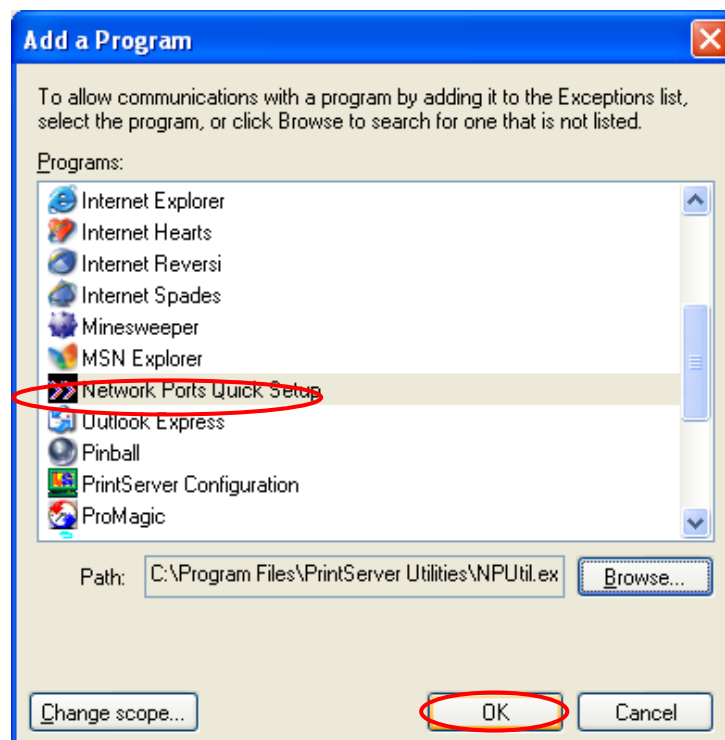 Add a Program
To allow communications with a program by adding it to the Exceptions list,
select the program, or click Browse to search for one that is not listed.
Programs:
Internet Explorer
Internet Hearts
Internet Reversi
Internet Spades
Minesweeper
MSN Explorer
Network Ports Quick Setup
Outlook Express
Pinball
PrintServer Configuration
ProMagic
Path: C:\Program Files\PrintServer Utilities\NPUtil.ex Browse...
Change scope... OK Cancel